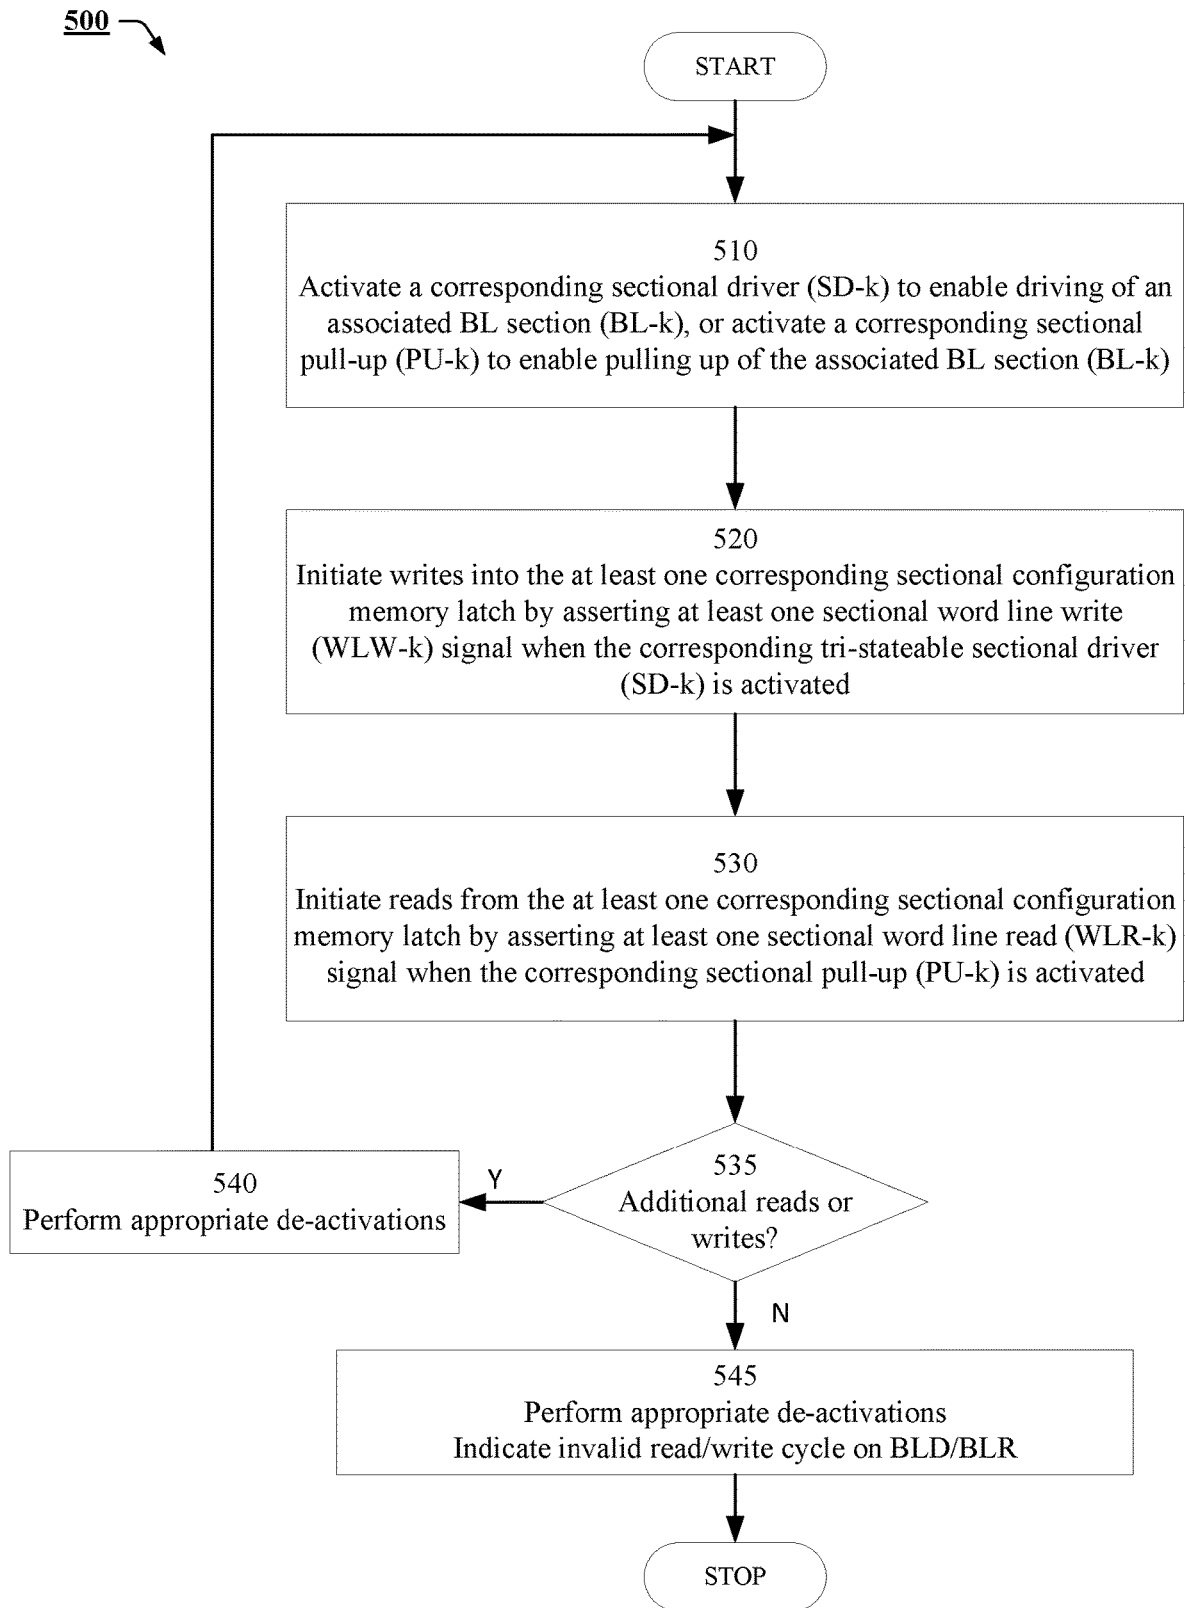 500
START
510
Activate a corresponding sectional driver (SD-k) to enable driving of an
associated BL section (BL-k), or activate a corresponding sectional
pull-up (PU-k) to enable pulling up of the associated BL section (BL-k)
520
Initiate writes into the at least one corresponding sectional configuration
memory latch by asserting at least one sectional word line write
(WLW-k) signal when the corresponding tri-stateable sectional driver
(SD-k) is activated
530
Initiate reads from the at least one corresponding sectional configuration
memory latch by asserting at least one sectional word line read (WLR-k)
signal when the corresponding sectional pull-up (PU-k) is activated
535
Additional reads or
writes?
Y
540
Perform appropriate de-activations
N
545
Perform appropriate de-activations
Indicate invalid read/write cycle on BLD/BLR
STOP